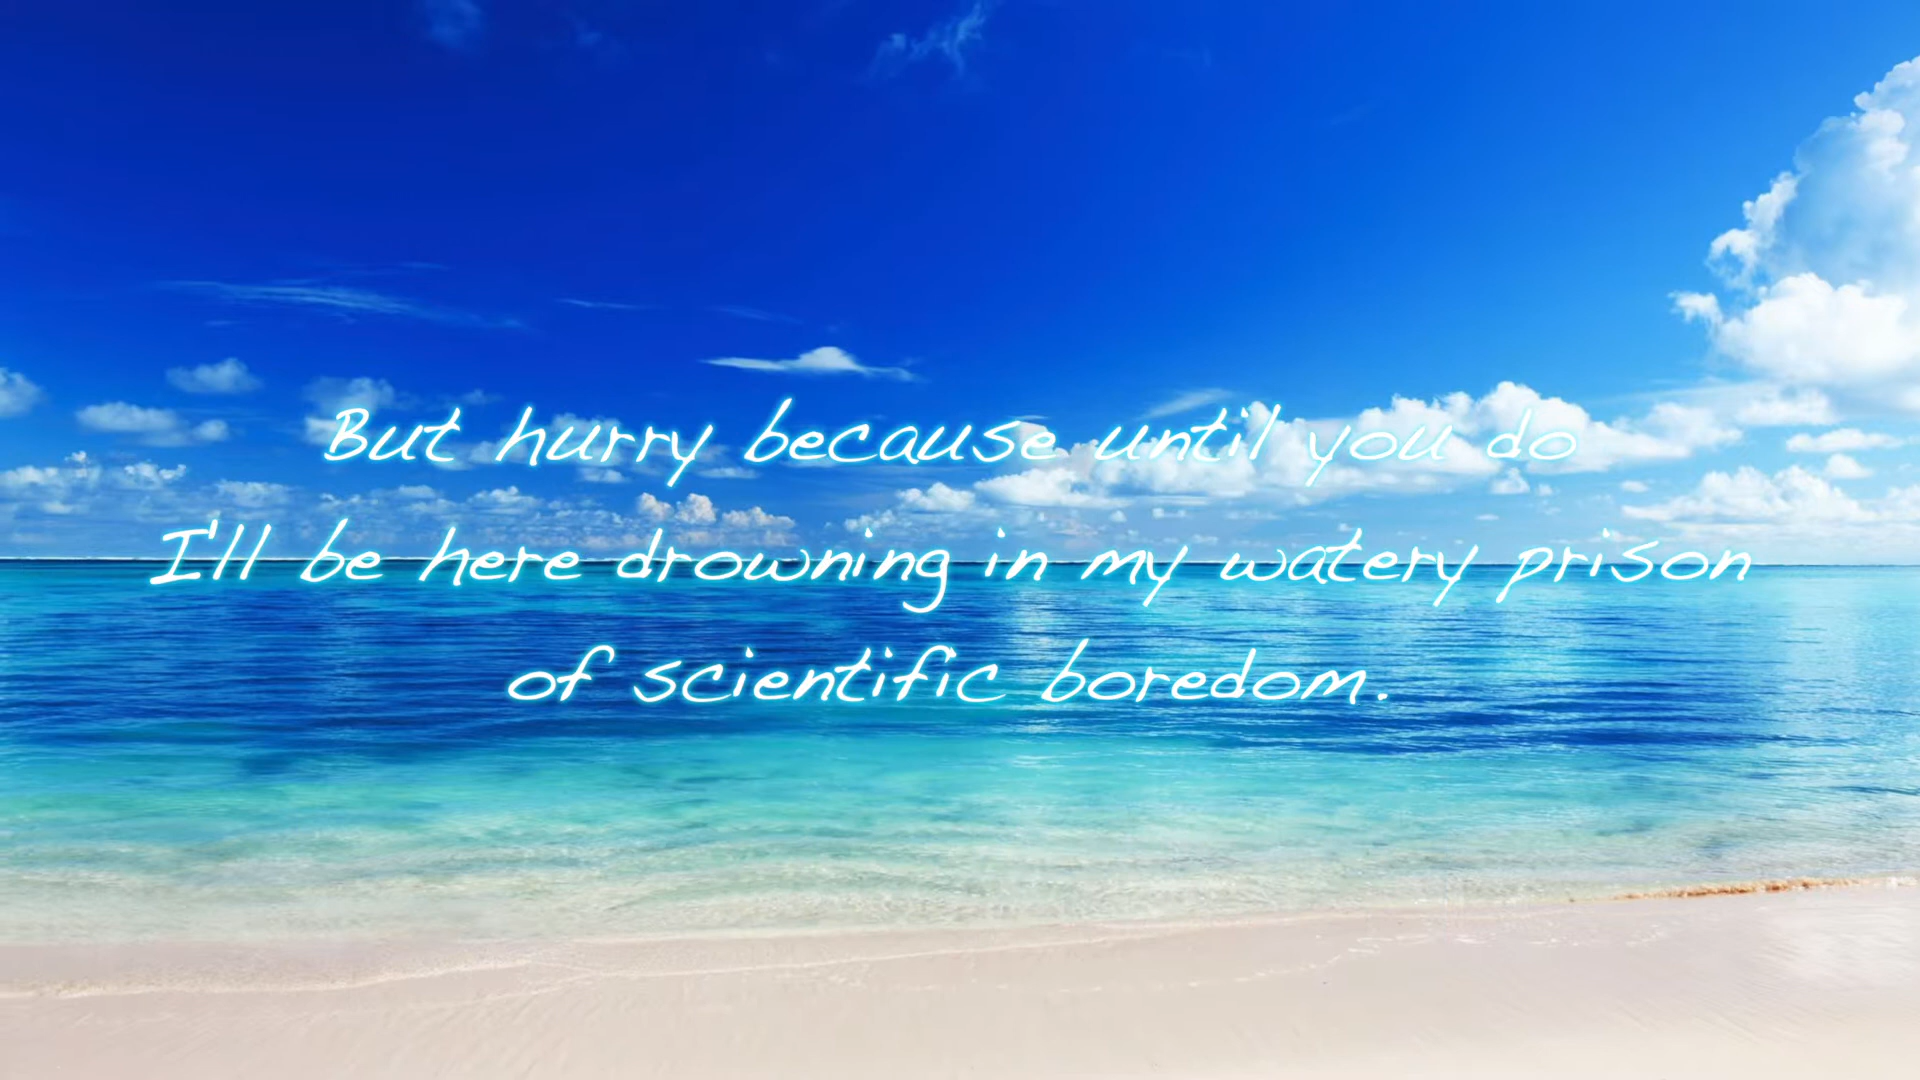 But hurry because until you do
I'll be here drowning in my watery prison
of scientific boredom.